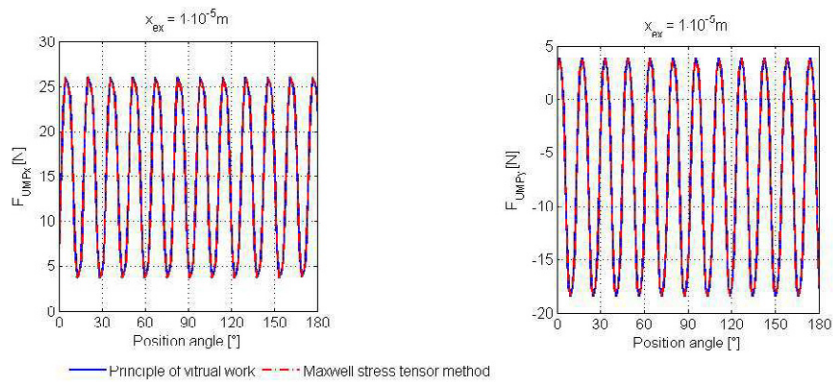 x_ex = 1·10^-5m
30
25
20
15
10
5
0
F_UMPx [N]
0 30 60 90 120 150 180
Position angle [°]
x_ex = 1·10^-5m
5
0
-5
-10
-15
-20
F_UMPy [N]
0 30 60 90 120 150 180
Position angle [°]
Principle of vitrual work Maxwell stress tensor method